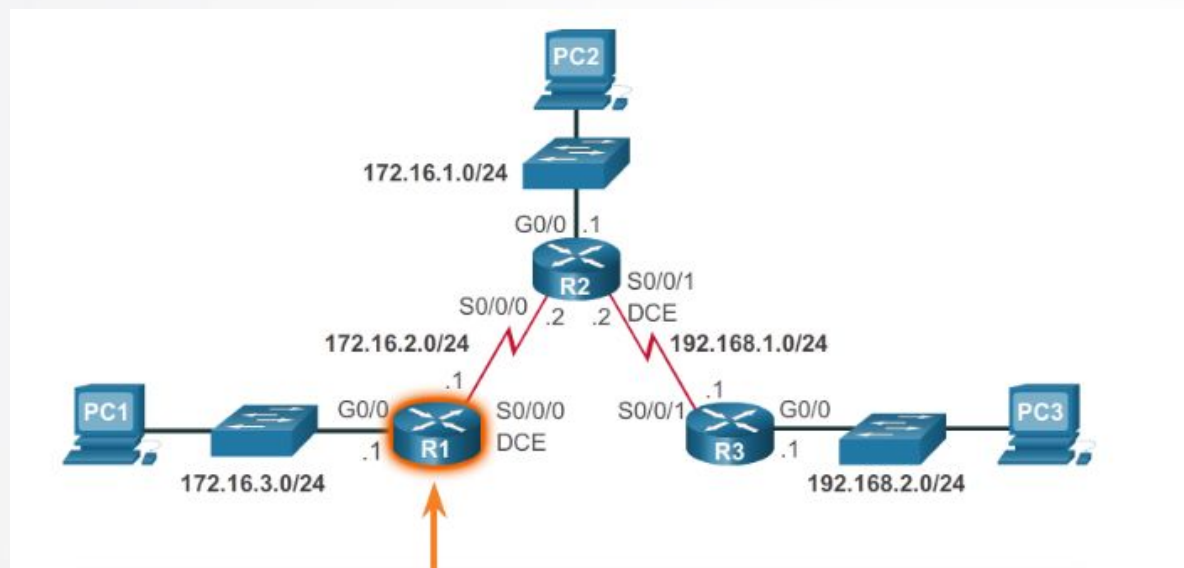 PC2
172.16.1.0/24
G0/0 .1
R2
S0/0/1
DCE
S0/0/0
.2 .2
172.16.2.0/24
192.168.1.0/24
.1
.1
PC1
G0/0
S0/0/0
DCE
.1
R1
S0/0/1
G0/0
PC3
R3
.1
172.16.3.0/24
192.168.2.0/24